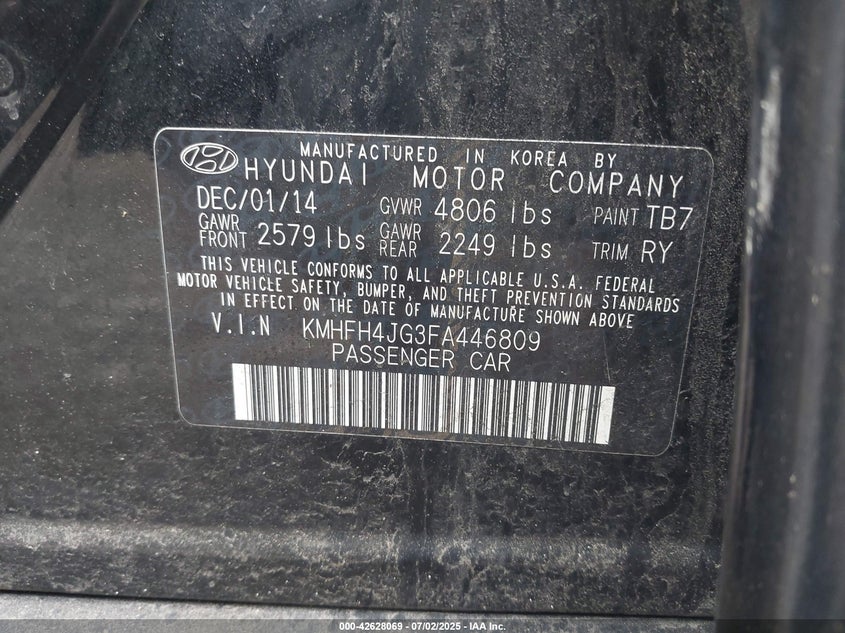 MANUFACTURED IN KOREA BY
HYUNDAI MOTOR COMPANY
DEC/01/14 GVWR 4806 lbs PAINT TB7
GAWR FRONT 2579 lbs GAWR REAR 2249 lbs TRIM RY
THIS VEHICLE CONFORMS TO ALL APPLICABLE U.S.A. FEDERAL
MOTOR VEHICLE SAFETY, BUMPER, AND THEFT PREVENTION STANDARDS
IN EFFECT ON THE DATE OF MANUFACTURE SHOWN ABOVE
V.I.N KMHFH4JG3FA446809
PASSENGER CAR
000-42628069 - 07/02/2025 - IAA Inc.